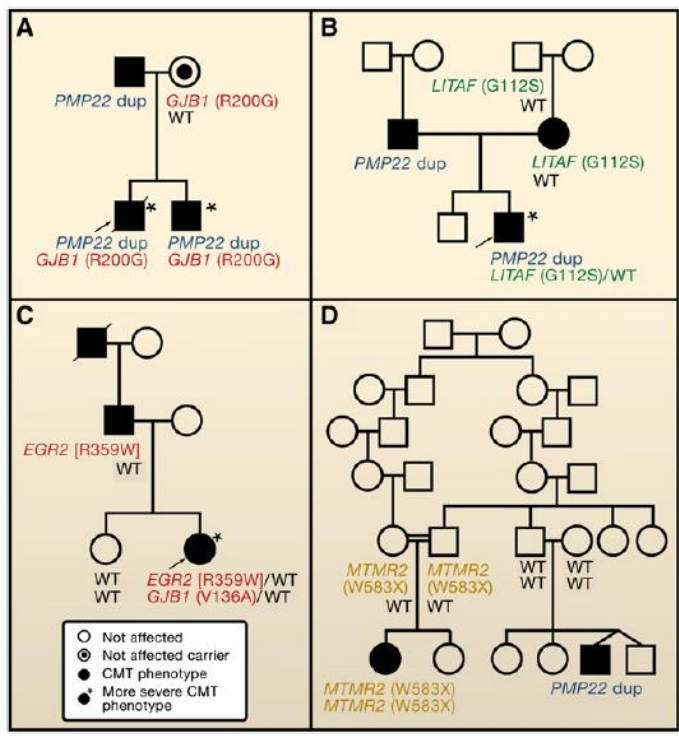 A
PMP22 dup
GJB1 (R200G)
WT
*
*
PMP22 dup
GJB1 (R200G)
PMP22 dup
GJB1 (R200G)
B
LITAF (G112S)
WT
PMP22 dup
LITAF (G112S)
WT
*
PMP22 dup
LITAF (G112S)/WT
C
EGR2 [R359W]
WT
*
WT
WT
EGR2 [R359W]/WT
GJB1 (V136A)/WT
Not affected
Not affected carrier
CMT phenotype
* More severe CMT
phenotype
D
MTMR2
(W583X)
WT
MTMR2
(W583X)
WT
WT
WT
WT
WT
MTMR2 (W583X)
MTMR2 (W583X)
PMP22 dup